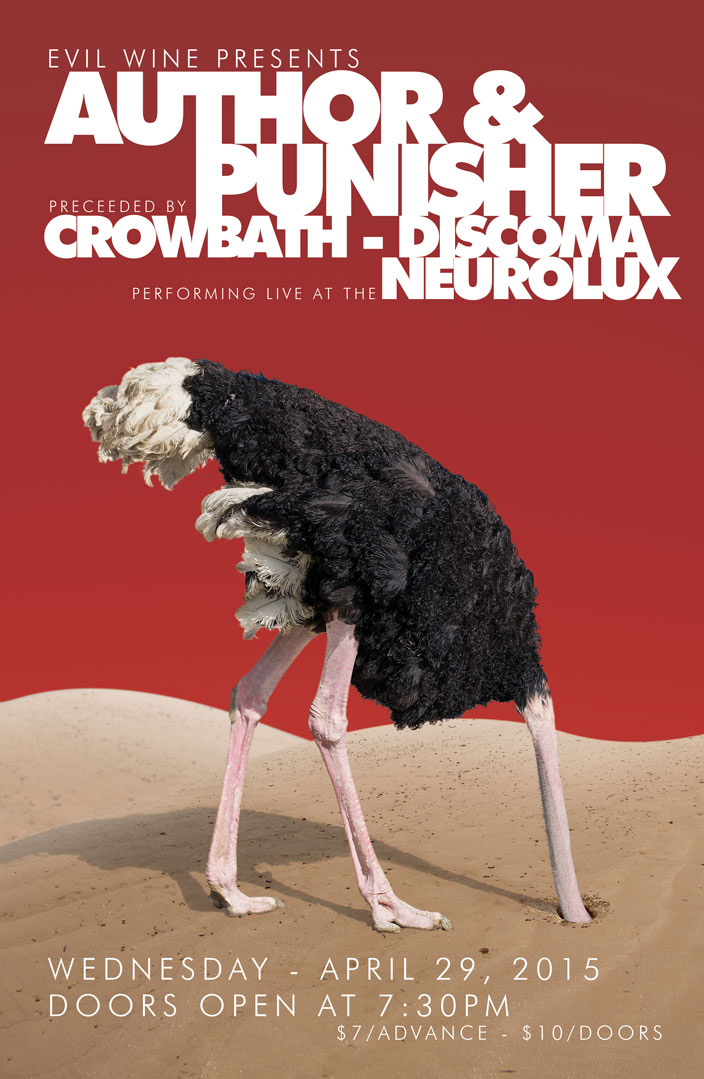 EVIL WINE PRESENTS
AUTHOR &
PUNISHER
PRECEEDED BY
CROWBATH - DISCOMA
PERFORMING LIVE AT THE NEUROLUX
WEDNESDAY - APRIL 29, 2015
DOORS OPEN AT 7:30PM
$7/ADVANCE - $10/DOORS